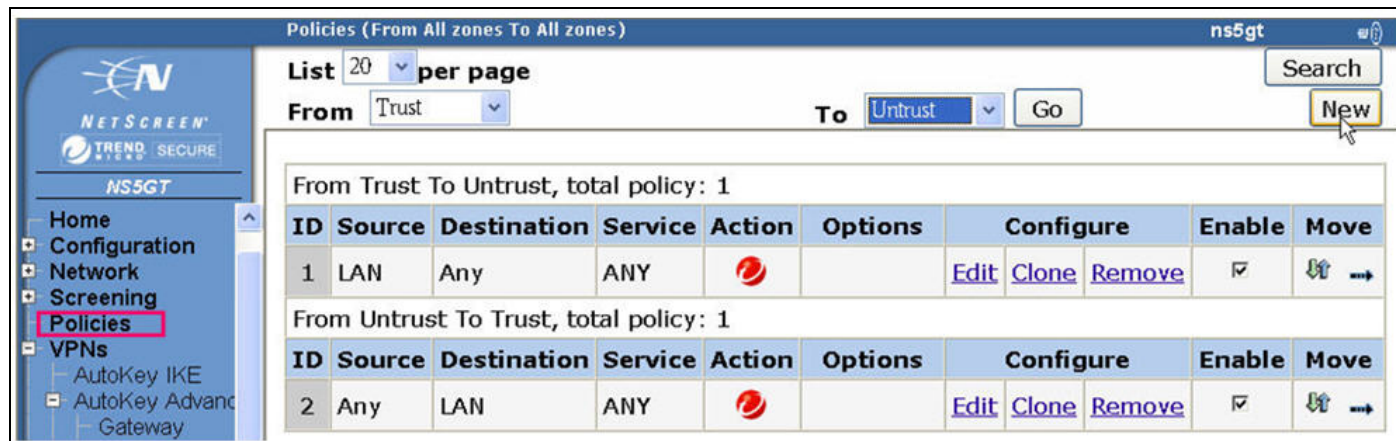 Policies (From All zones To All zones) ns5gt
List 20 per page Search
From Trust To Untrust Go New
NETSCREEN
TREND MICRO SECURE
NS5GT
Home
Configuration
Network
Screening
Policies
VPNs
AutoKey IKE
AutoKey Advanc
Gateway
From Trust To Untrust, total policy: 1
ID Source Destination Service Action Options Configure Enable Move
1 LAN Any ANY Edit Clone Remove
From Untrust To Trust, total policy: 1
ID Source Destination Service Action Options Configure Enable Move
2 Any LAN ANY Edit Clone Remove